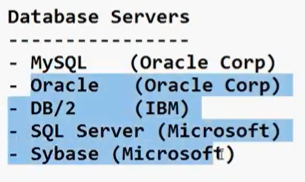 Database Servers
----------------
- MySQL    (Oracle Corp)
- Oracle   (Oracle Corp)
- DB/2     (IBM)
- SQL Server (Microsoft)
- Sybase (Microsoft)